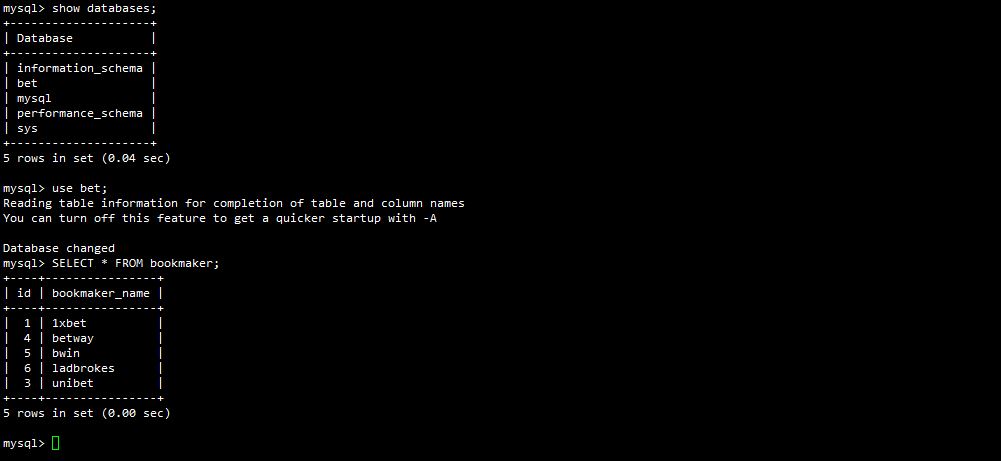 mysql> show databases;
+--------------------+
| Database           |
+--------------------+
| information_schema |
| bet                |
| mysql              |
| performance_schema |
| sys                |
+--------------------+
5 rows in set (0.04 sec)

mysql> use bet;
Reading table information for completion of table and column names
You can turn off this feature to get a quicker startup with -A

Database changed
mysql> SELECT * FROM bookmaker;
+----+----------------+
| id | bookmaker_name |
+----+----------------+
|  1 | 1xbet          |
|  4 | betway         |
|  5 | bwin           |
|  6 | ladbrokes      |
|  3 | unibet         |
+----+----------------+
5 rows in set (0.00 sec)

mysql>